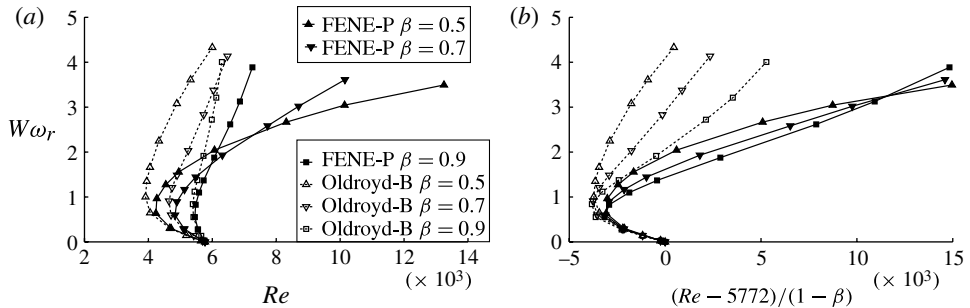 (a)
5
4
3
2
1
0
Wω_r
FENE-P β = 0.5
FENE-P β = 0.7
FENE-P β = 0.9
Oldroyd-B β = 0.5
Oldroyd-B β = 0.7
Oldroyd-B β = 0.9
2 4 6 8 10 12 14
(× 10³)
Re
(b)
5
4
3
2
1
0
−5 0 5 10 15
(× 10³)
(Re − 5772)/(1 − β)